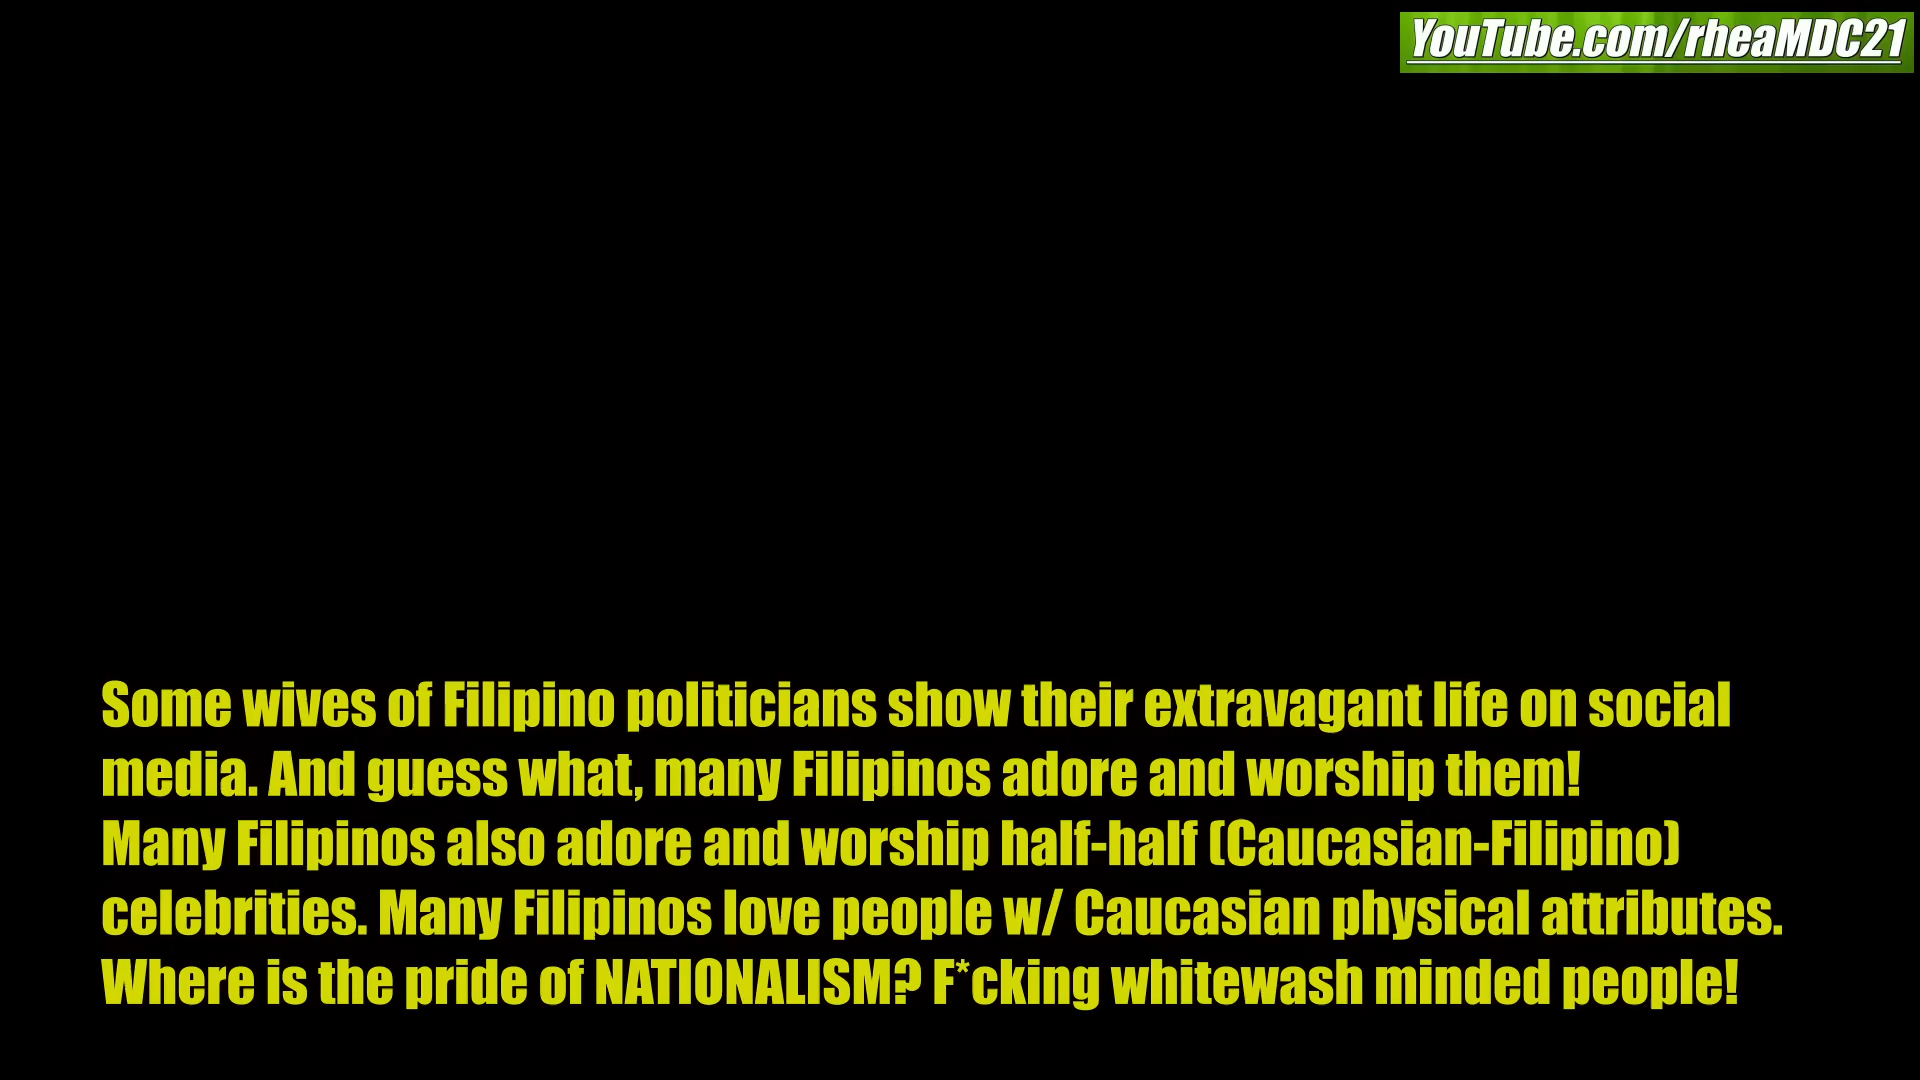 YouTube.com/rheaMDC21
Some wives of Filipino politicians show their extravagant life on social
media. And guess what, many Filipinos adore and worship them!
Many Filipinos also adore and worship half-half (Caucasian-Filipino)
celebrities. Many Filipinos love people w/ Caucasian physical attributes.
Where is the pride of NATIONALISM? F*cking whitewash minded people!